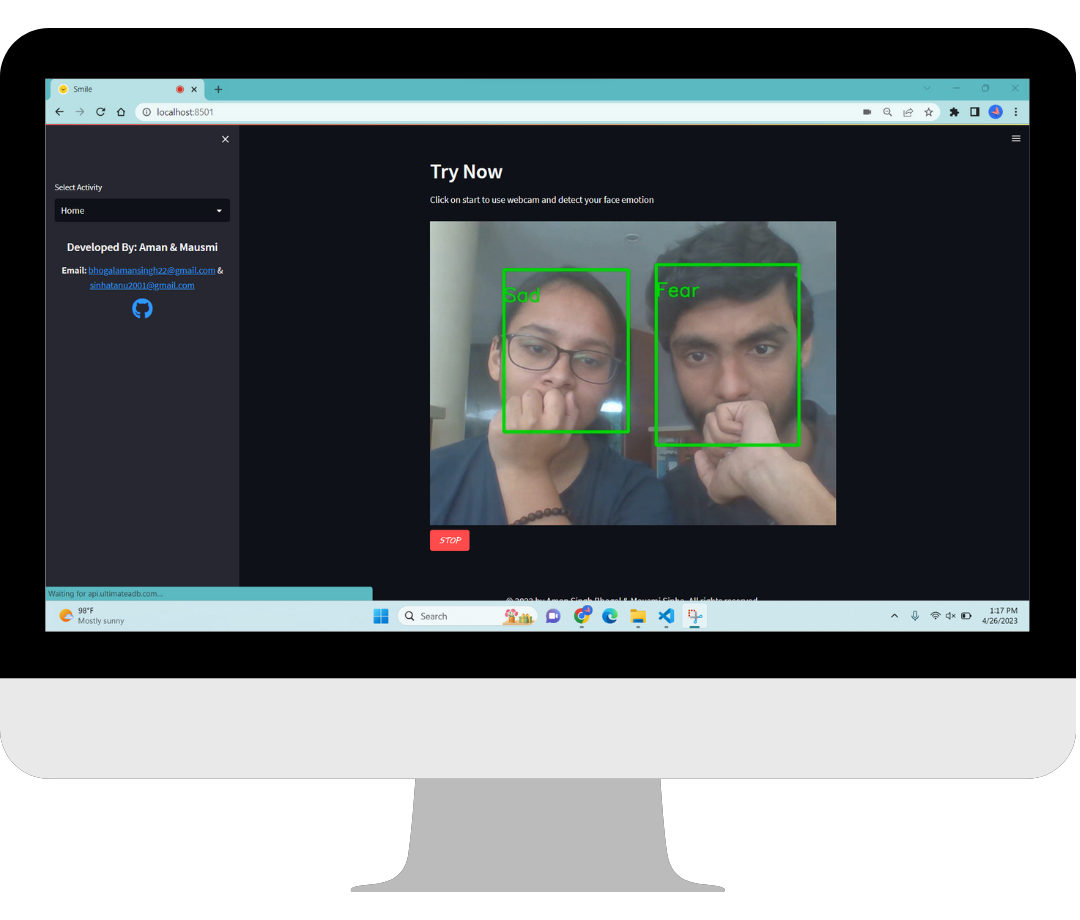 Smile
localhost:8501
Select Activity
Home
Developed By: Aman & Mausmi
Email: bhogalamansingh22@gmail.com &
sinhatanu2001@gmail.com
Try Now
Click on start to use webcam and detect your face emotion
Sad
Fear
STOP
© 2023 by Aman Singh Bhogal & Mausmi Sinha. All rights reserved
Waiting for api.ultimateadb.com...
98°F
Mostly sunny
Search
1:17 PM
4/26/2023